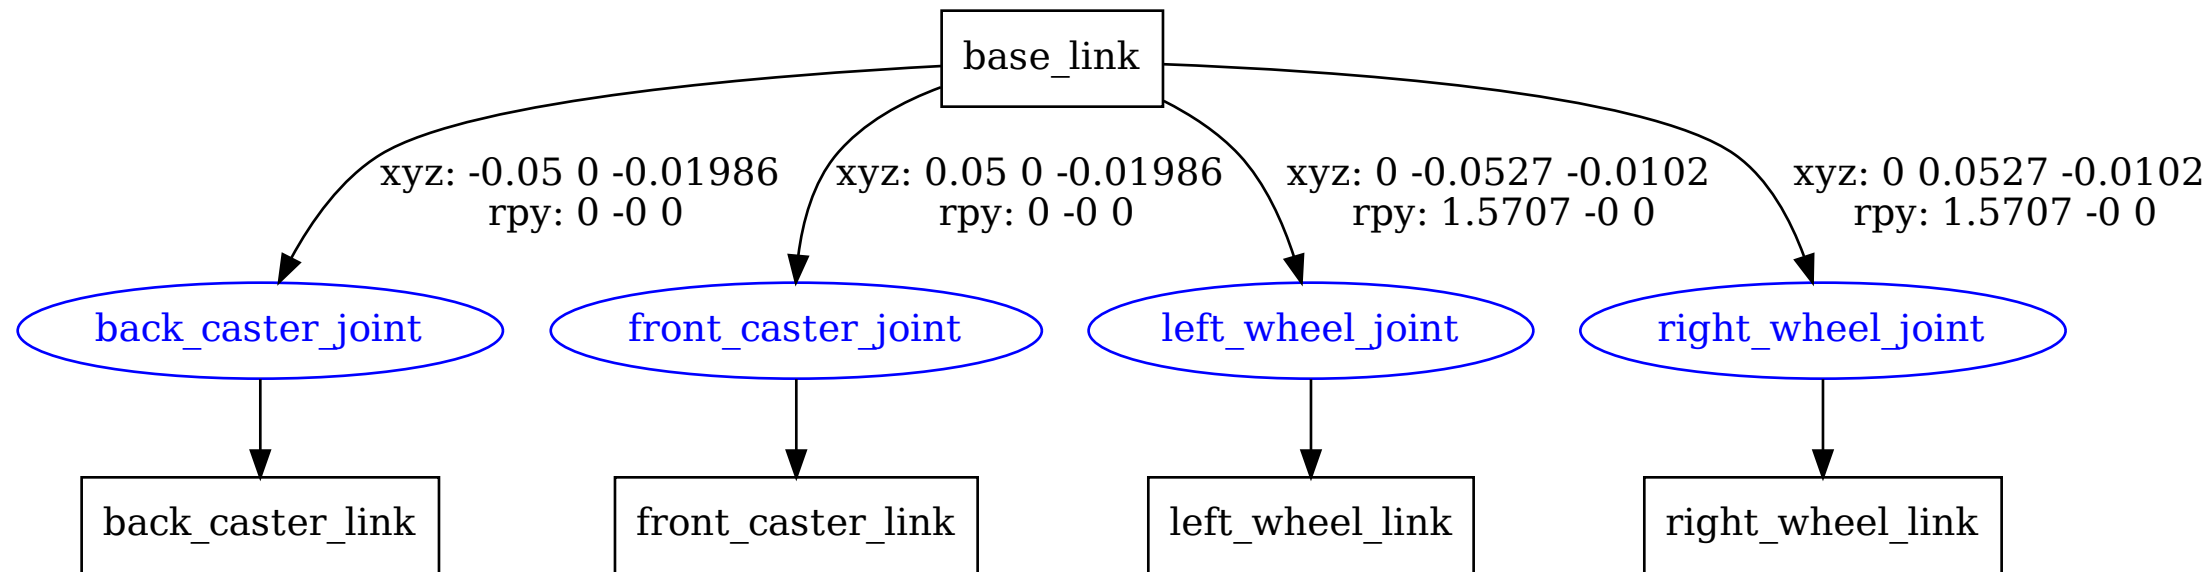 base_link
xyz: -0.05 0 -0.01986
rpy: 0 -0 0
xyz: 0.05 0 -0.01986
rpy: 0 -0 0
xyz: 0 -0.0527 -0.0102
rpy: 1.5707 -0 0
xyz: 0 0.0527 -0.0102
rpy: 1.5707 -0 0
back_caster_joint
front_caster_joint
left_wheel_joint
right_wheel_joint
back_caster_link
front_caster_link
left_wheel_link
right_wheel_link